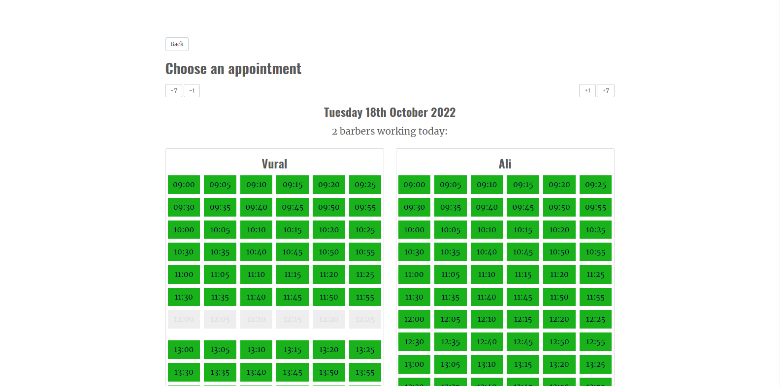 Back
Choose an appointment
-7 -1 +1 +7
Tuesday 18th October 2022
2 barbers working today:
Vural
09:00 09:05 09:10 09:15 09:20 09:25
09:30 09:35 09:40 09:45 09:50 09:55
10:00 10:05 10:10 10:15 10:20 10:25
10:30 10:35 10:40 10:45 10:50 10:55
11:00 11:05 11:10 11:15 11:20 11:25
11:30 11:35 11:40 11:45 11:50 11:55
12:00 12:05 12:10 12:15 12:20 12:25
13:00 13:05 13:10 13:15 13:20 13:25
13:30 13:35 13:40 13:45 13:50 13:55
Ali
09:00 09:05 09:10 09:15 09:20 09:25
09:30 09:35 09:40 09:45 09:50 09:55
10:00 10:05 10:10 10:15 10:20 10:25
10:30 10:35 10:40 10:45 10:50 10:55
11:00 11:05 11:10 11:15 11:20 11:25
11:30 11:35 11:40 11:45 11:50 11:55
12:00 12:05 12:10 12:15 12:20 12:25
12:30 12:35 12:40 12:45 12:50 12:55
13:00 13:05 13:10 13:15 13:20 13:25